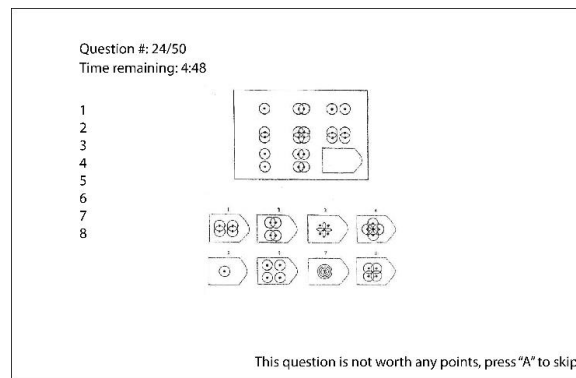 Question #: 24/50
Time remaining: 4:48
1
2
3
4
5
6
7
8
This question is not worth any points, press "A" to skip